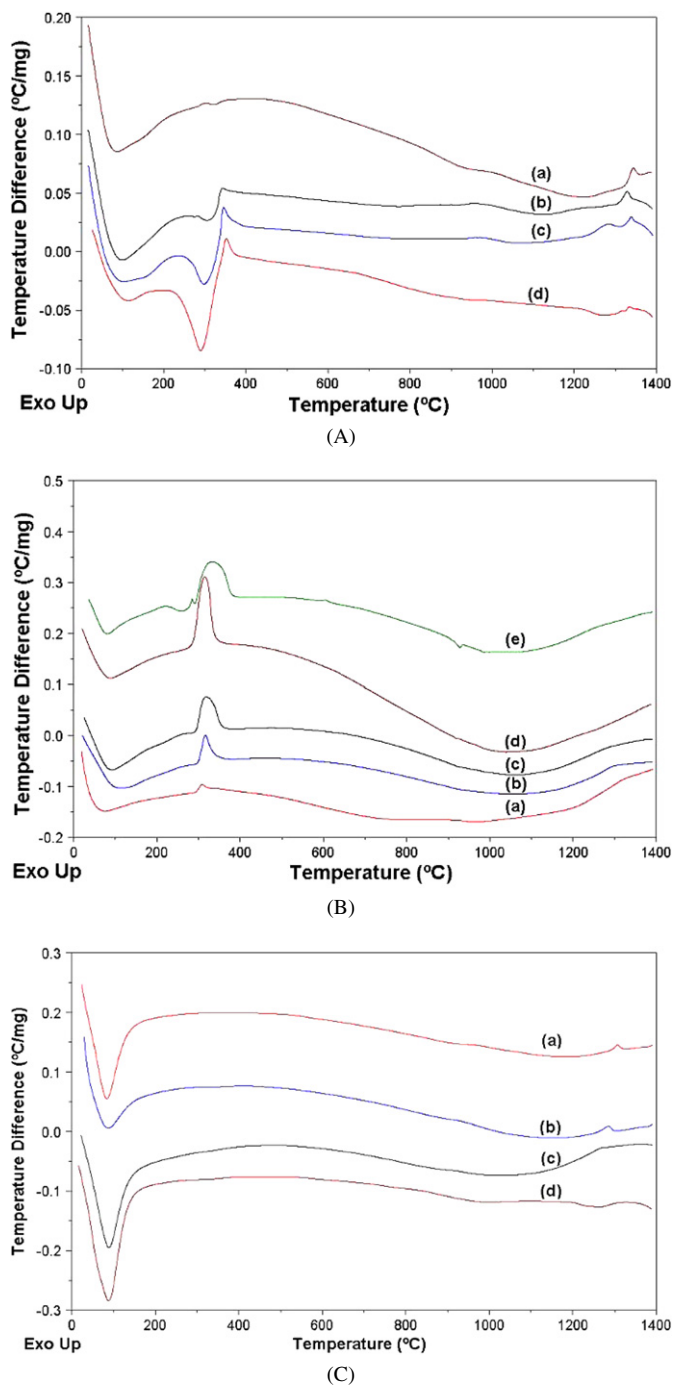 0.20
0.15
0.10
0.05
0.00
-0.05
-0.10
Temperature Difference (ºC/mg)
(a)
(b)
(c)
(d)
0 200 400 600 800 1000 1200 1400
Exo Up Temperature (ºC)
(A)
0.5
0.4
0.3
0.2
0.1
0.0
-0.1
-0.2
Temperature Difference (ºC/mg)
(e)
(d)
(c)
(b)
(a)
0 200 400 600 800 1000 1200 1400
Exo Up Temperature (ºC)
(B)
0.3
0.2
0.1
0.0
-0.1
-0.2
-0.3
Temperature Difference (ºC/mg)
(a)
(b)
(c)
(d)
0 200 400 600 800 1000 1200 1400
Exo Up Temperature (ºC)
(C)